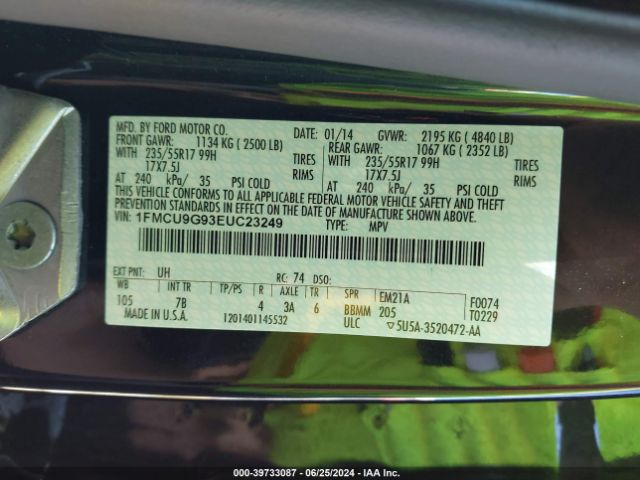 MFD. BY FORD MOTOR CO. 01/14 GVWR: 2195 KG ( 4840 LB)
FRONT GAWR: 1134 KG ( 2500 LB) REAR GAWR: 1067 KG ( 2352 LB)
WITH 235/55R17 99H TIRES WITH 235/55R17 99H TIRES
17X7.5J RIMS 17X7.5J RIMS
AT 240 kPa/ 35 PSI COLD AT 240 kPa/ 35 PSI COLD
THIS VEHICLE CONFORMS TO ALL APPLICABLE FEDERAL MOTOR VEHICLE SAFETY AND THEFT
PREVENTION STANDARDS IN EFFECT ON THE DATE OF MANUFACTURE SHOWN ABOVE.
VIN: 1FMCU9G93EUC23249 TYPE: MPV
EXT PNT: UH RC: 74 DSO:
WB INT TR TP/PS R AXLE TR SPR EM21A F0074
105 7B 4 3A 6 BBMM 205 T0229
MADE IN U.S.A. 1201401145532 ULC ▽5U5A-3520472-AA
000-39733087 - 06/25/2024 - IAAI.COM